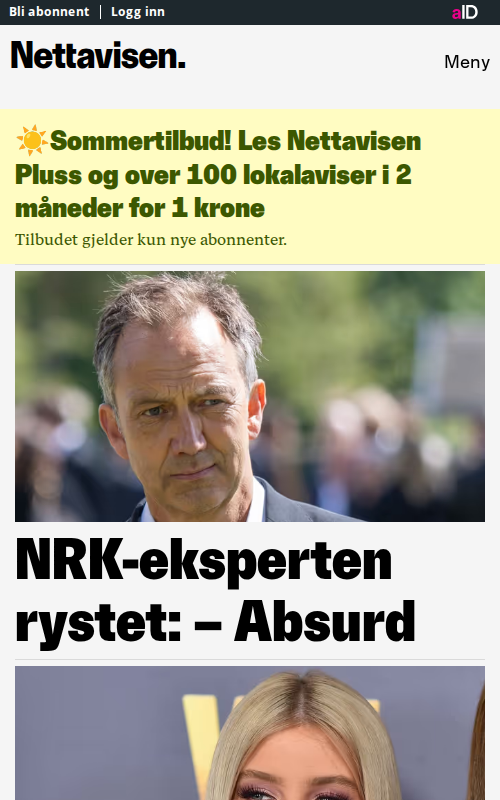 Bli abonnent
Logg inn
aID
Nettavisen.
Meny
☀️Sommertilbud! Les Nettavisen
Pluss og over 100 lokalaviser i 2
måneder for 1 krone
Tilbudet gjelder kun nye abonnenter.
NRK-eksperten
rystet: – Absurd